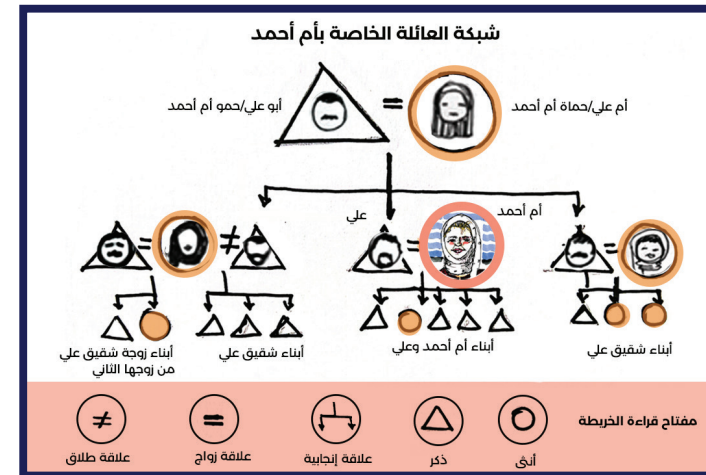 شبكة العائلة الخاصة بأم أحمد
أم علي/حماة أم أحمد
أبو علي/حمو أم أحمد
أم أحمد
علي
أبناء شقيق علي
أبناء أم أحمد وعلي
أبناء شقيق علي
أبناء زوجة شقيق علي
من زوجها الثاني
مفتاح قراءة الخريطة
أنثى
ذكر
علاقة إنجابية
علاقة زواج
علاقة طلاق